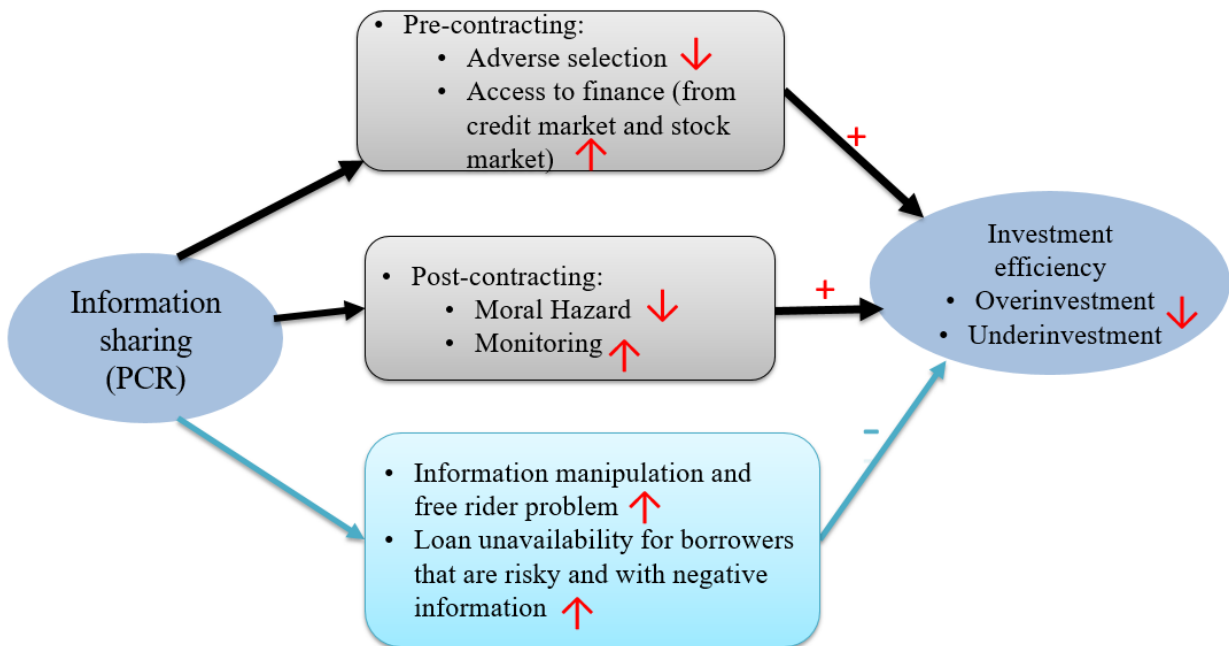 • Pre-contracting:
• Adverse selection ↓
• Access to finance (from
credit market and stock
market) ↑
+
Information
sharing
(PCR)
• Post-contracting:
• Moral Hazard ↓
• Monitoring ↑
+
Investment
efficiency
• Overinvestment
• Underinvestment ↓
• Information manipulation and
free rider problem ↑
• Loan unavailability for borrowers
that are risky and with negative
information ↑
-